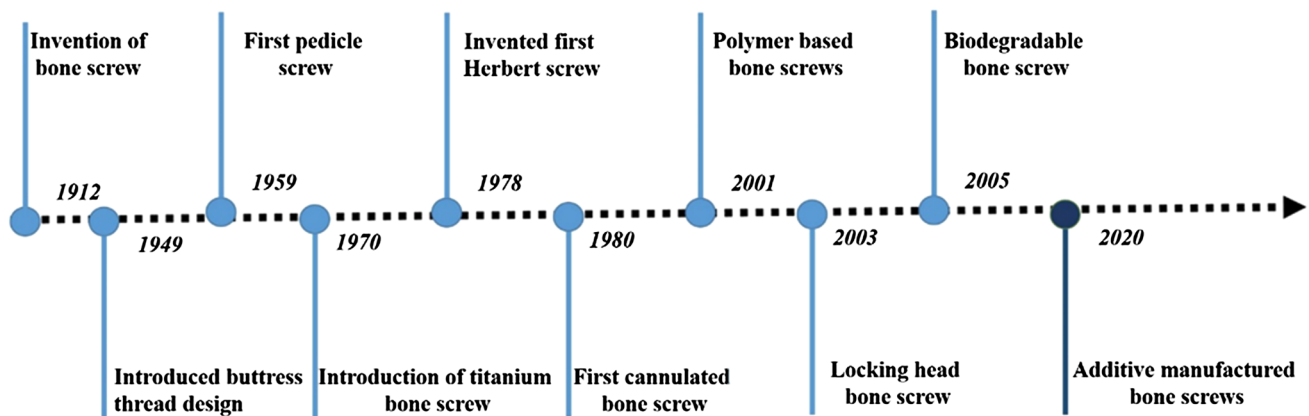 Invention of
bone screw
First pedicle
screw
Invented first
Herbert screw
Polymer based
bone screws
Biodegradable
bone screw
1912
1959
1978
2001
2005
1949
1970
1980
2003
2020
Introduced buttress
thread design
Introduction of titanium
bone screw
First cannulated
bone screw
Locking head
bone screw
Additive manufactured
bone screws